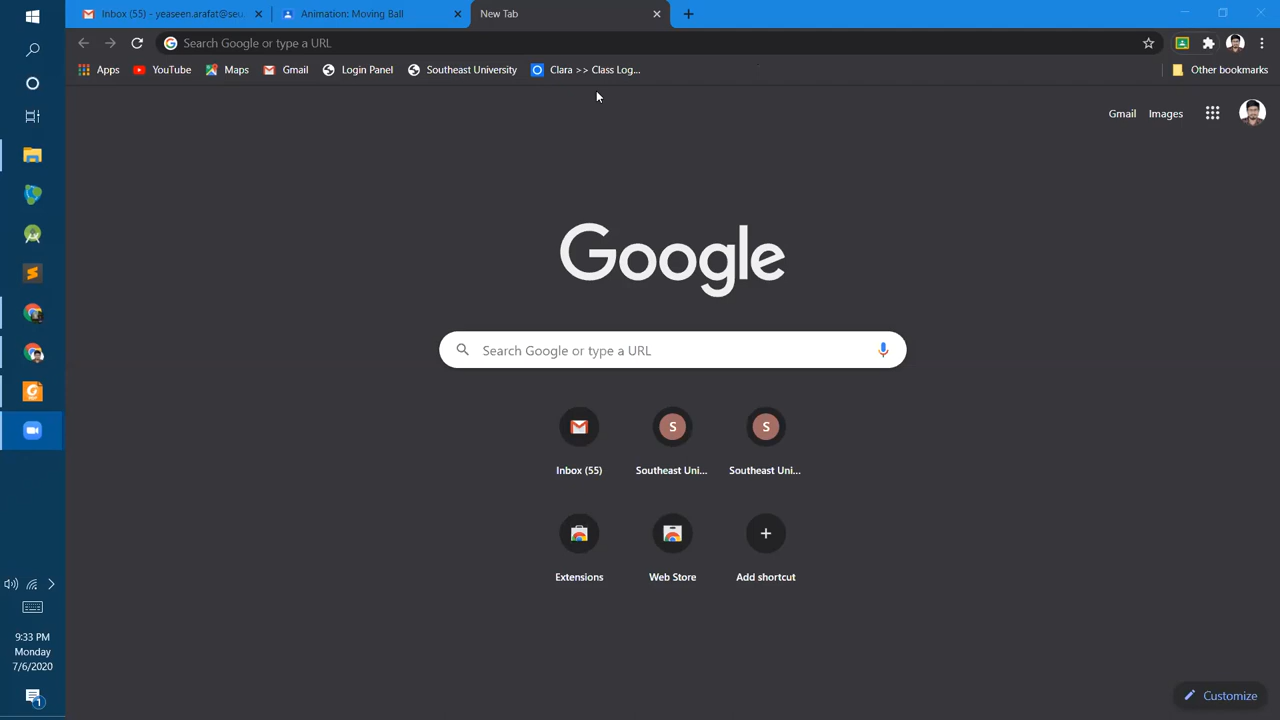 Inbox (55) - yeaseen.arafat@seu
Animation: Moving Ball
New Tab
Search Google or type a URL
Apps
YouTube
Maps
Gmail
Login Panel
Southeast University
Clara >> Class Log...
Other bookmarks
Gmail
Images
Google
Search Google or type a URL
S
S
Inbox (55)
Southeast Uni...
Southeast Uni...
Extensions
Web Store
Add shortcut
Customize
9:33 PM
Monday
7/6/2020
1